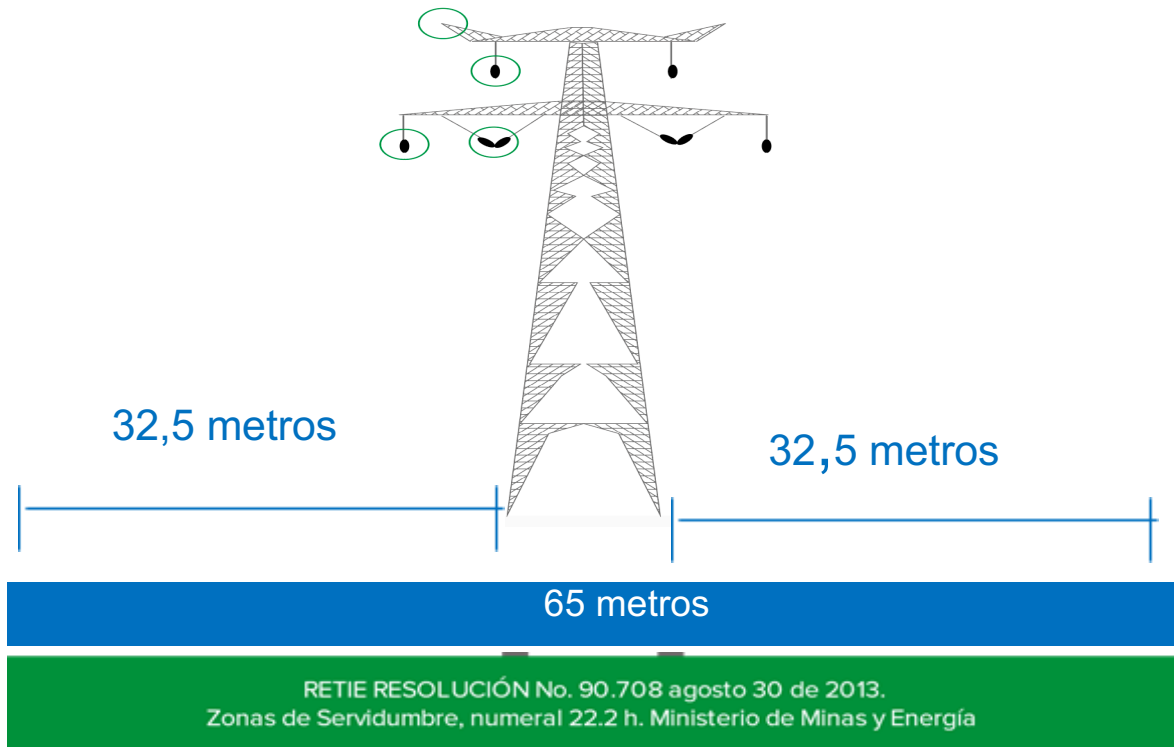 32,5 metros
32,5 metros
65 metros
RETIE RESOLUCIÓN No. 90.708 agosto 30 de 2013.
Zonas de Servidumbre, numeral 22.2 h. Ministerio de Minas y Energía